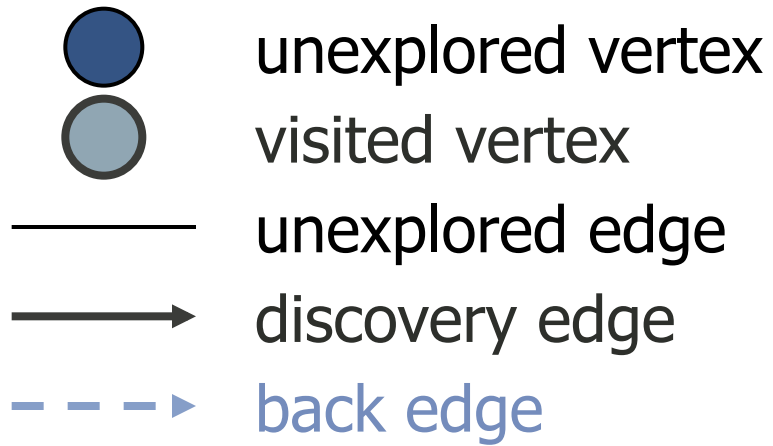 unexplored vertex
visited vertex
unexplored edge
discovery edge
back edge